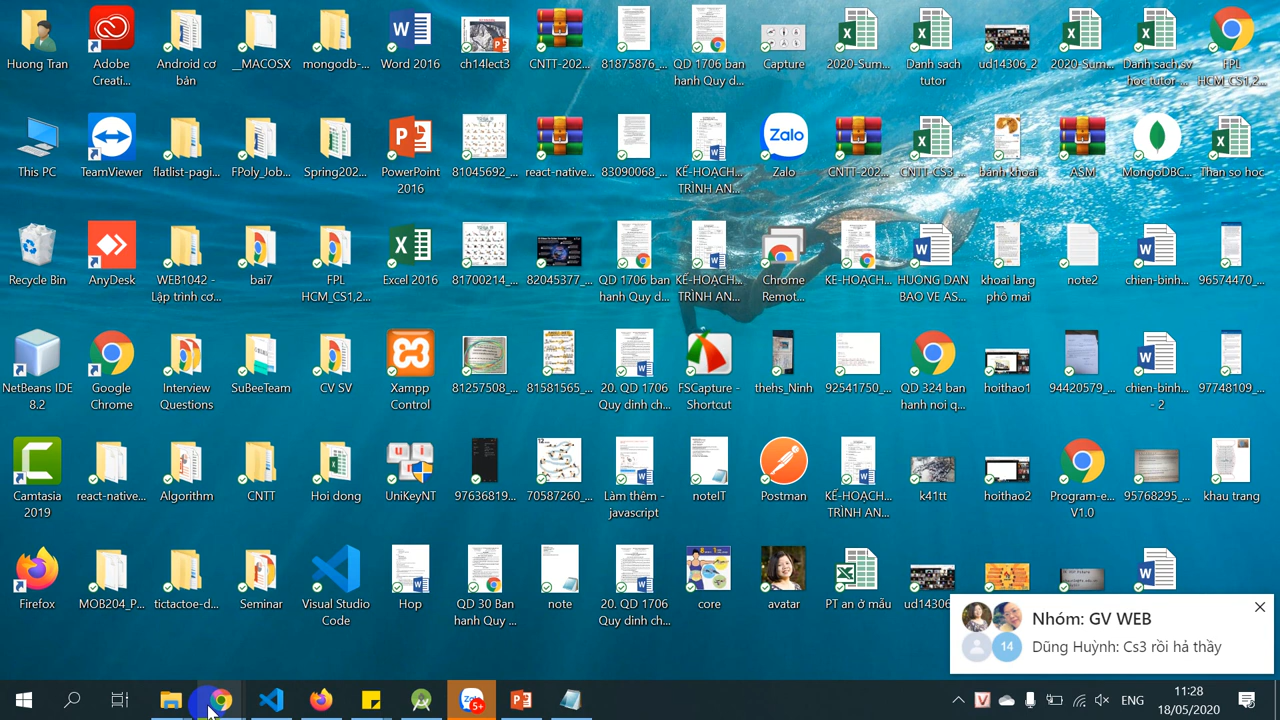 Huong Tran
Adobe Creati...
Android cơ bản
_MACOSX
mongodb-...
Word 2016
ch14lect3
CNTT-202...
81875876_...
QD 1706 ban hanh Quy d...
Capture
2020-Sum...
Danh sach tutor
ud14306_2
2020-Sum...
Danh sach sv học tutor -...
FPL HCM_CS1,2...
This PC
TeamViewer
flatlist-pagi...
FPoly_Job...
Spring202...
PowerPoint 2016
81045692_...
react-native...
83090068_...
KẾ-HOẠCH... TRÌNH AN...
Zalo
CNTT-202...
CNTT-CS3_...
banh khoai
ASM
MongoDBC...
Than so hoc
Recycle Bin
AnyDesk
WEB1042 - Lập trình cơ...
bai7
FPL HCM_CS1,2...
Excel 2016
81700214_...
82045377_...
QD 1706 ban hanh Quy d...
KẾ-HOẠCH... TRÌNH AN...
Chrome Remot...
KE-HOACH...
HUONG DAN BAO VE AS...
khoai lang phô mai
note2
chien-binh...
96574470_...
NetBeans IDE 8.2
Google Chrome
Interview Questions
SuBeeTeam
CV SV
Xampp Control
81257508_...
81581565_...
20. QD 1706 Quy dinh ch...
FSCapture - Shortcut
thehs_Ninh
92541750_...
QD 324 ban hanh noi q...
hoithao1
94420579_...
chien-binh... - 2
97748109_...
Camtasia 2019
react-native...
Algorithm
CNTT
Hoi dong
UniKeyNT
97636819...
70587260_...
Làm thêm - javascript
noteIT
Postman
KẾ-HOẠCH... TRÌNH AN...
k41tt
hoithao2
Program-e... V1.0
95768295_...
khau trang
Firefox
MOB204_P...
tictactoe-d...
Seminar
Visual Studio Code
Hop
QD 30 Ban hanh Quy ...
note
20. QD 1706 Quy dinh ch...
core
avatar
PT an ở mẫu
ud14306
Nhóm: GV WEB
14
Dũng Huỳnh: Cs3 rồi hả thầy
5+
ENG
11:28
18/05/2020